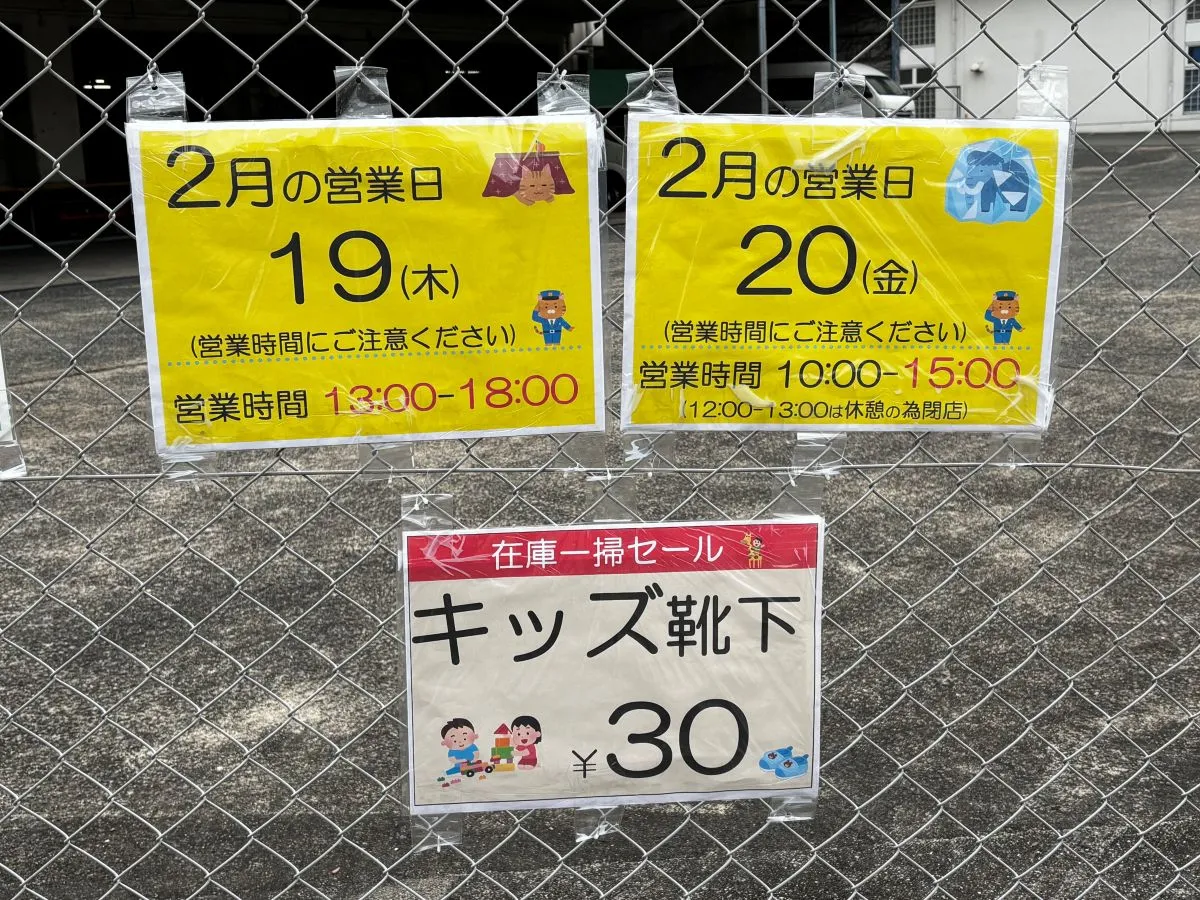 2月の営業日
19(木)
(営業時間にご注意ください)
営業時間 13:00-18:00
2月の営業日
20(金)
(営業時間にご注意ください)
営業時間 10:00-15:00
(12:00-13:00は休憩の為閉店)
在庫一掃セール
キッズ靴下
¥30